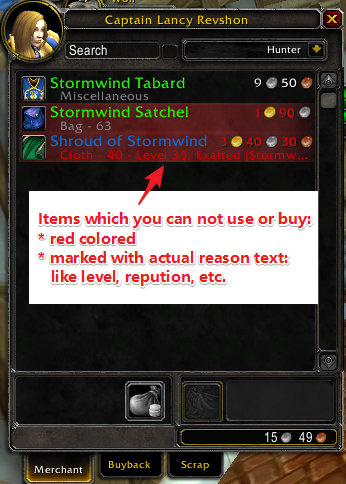 Captain Lancy Revshon
Search
Hunter
Stormwind Tabard 9 50
Miscellaneous
Stormwind Satchel 1 90
Bag - 63
Shroud of Stormwind 3 40 30
Cloth - 40 - Level 35, Exalted (Stormw...
Items which you can not use or buy:
* red colored
* marked with actual reason text:
like level, repution, etc.
15 49
Merchant
Buyback
Scrap